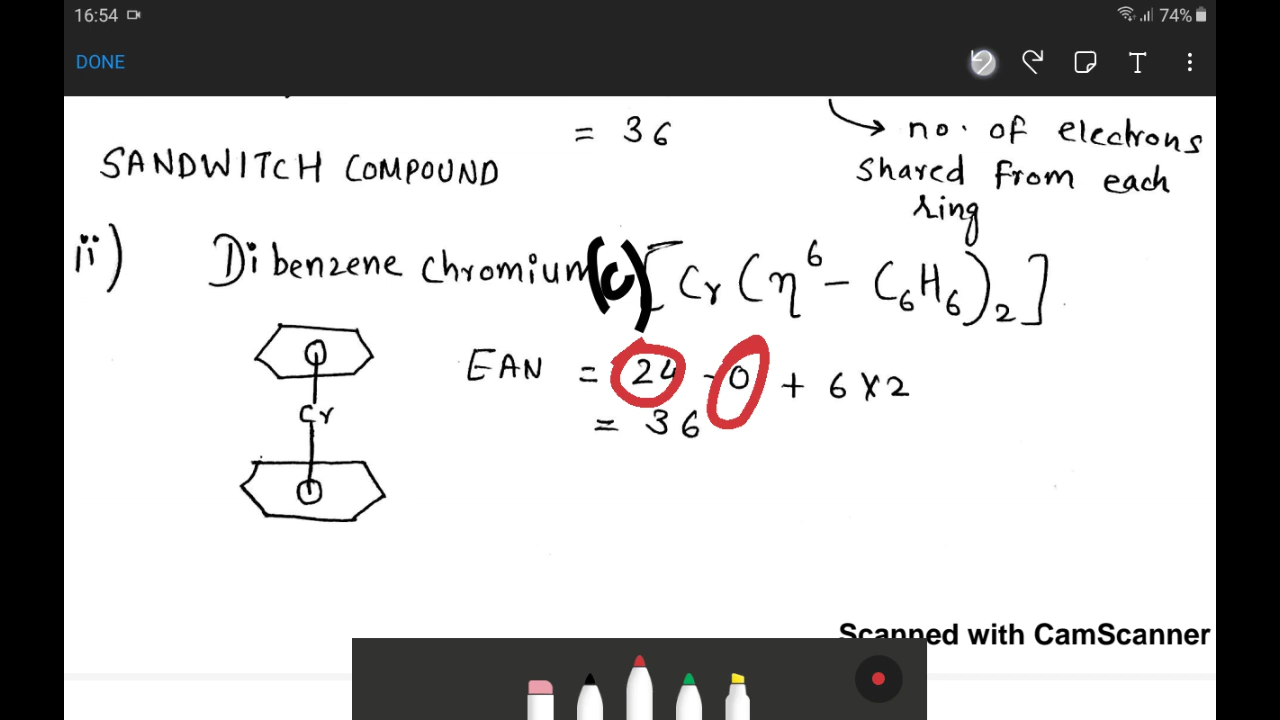 16:54 74%
DONE T
= 36
no. of electrons
shared from each
ring
SANDWITCH COMPOUND
ii) Dibenzene chromium(c) [Cr(η⁶- C₆H₆)₂]
EAN = 24 - 0 + 6 X 2
= 36
Cr
Scanned with CamScanner